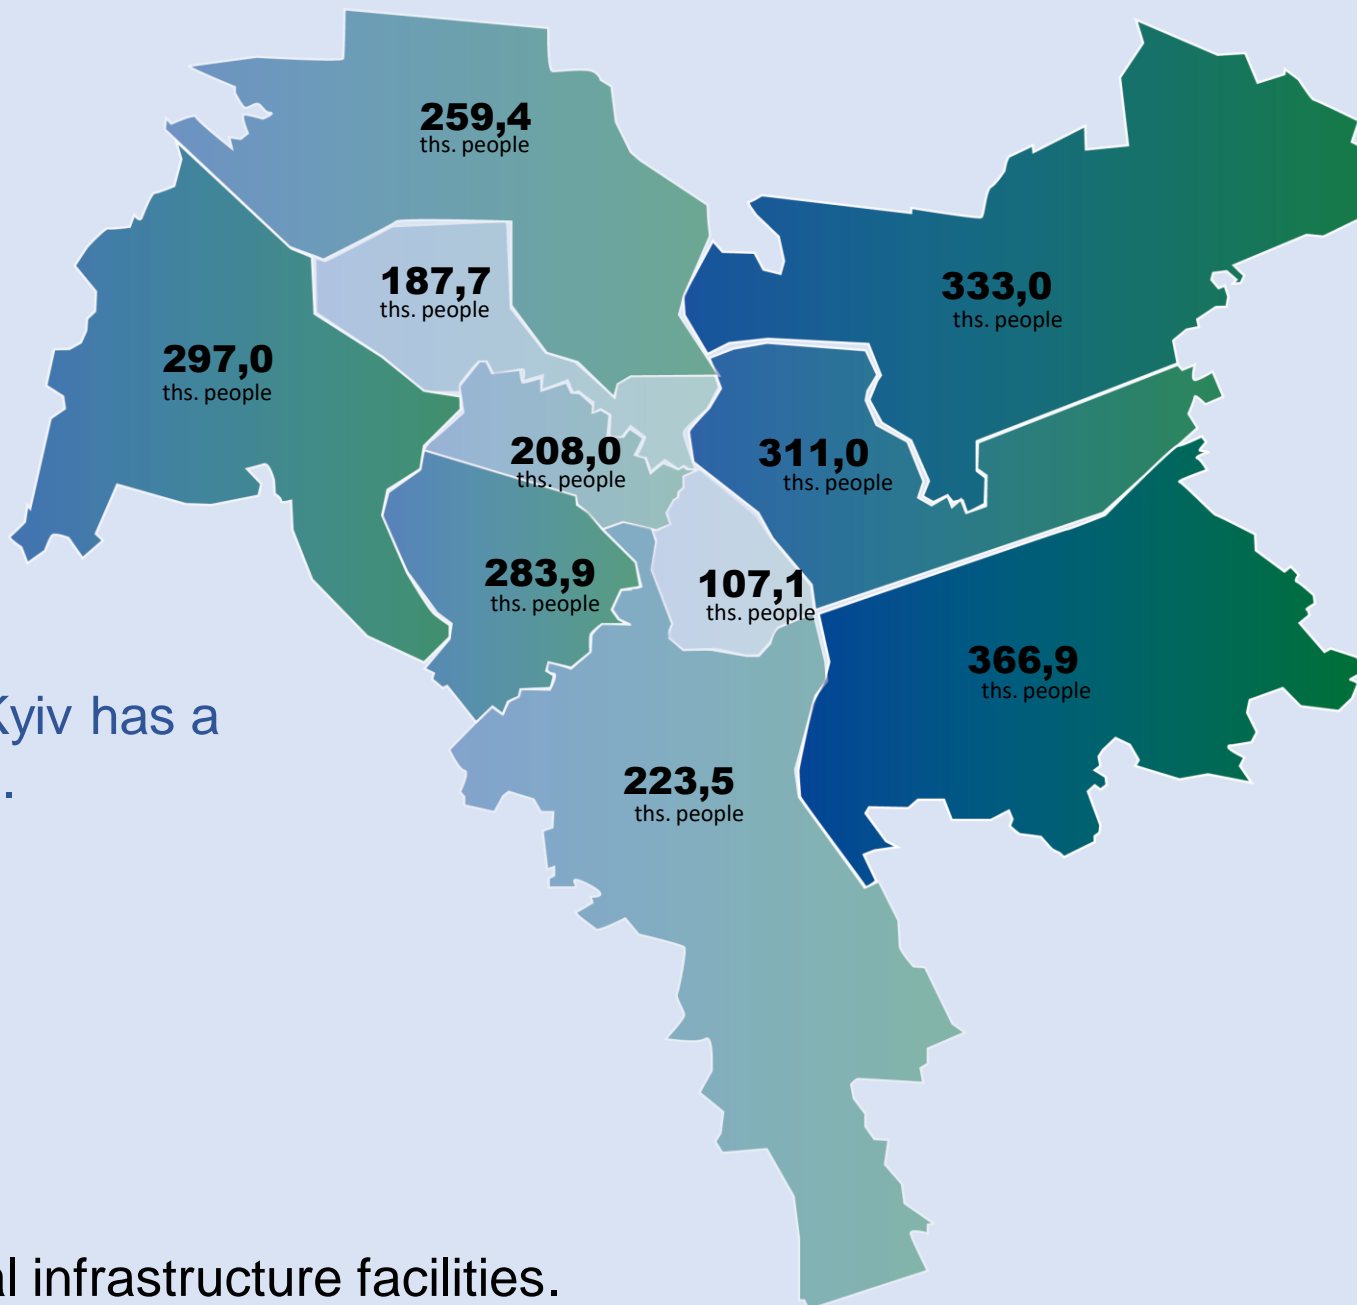 259,4
ths. people
187,7
ths. people
333,0
ths. people
297,0
ths. people
208,0
ths. people
311,0
ths. people
283,9
ths. people
107,1
ths. people
366,9
ths. people
Kyiv has a
.
223,5
ths. people
al infrastructure facilities.